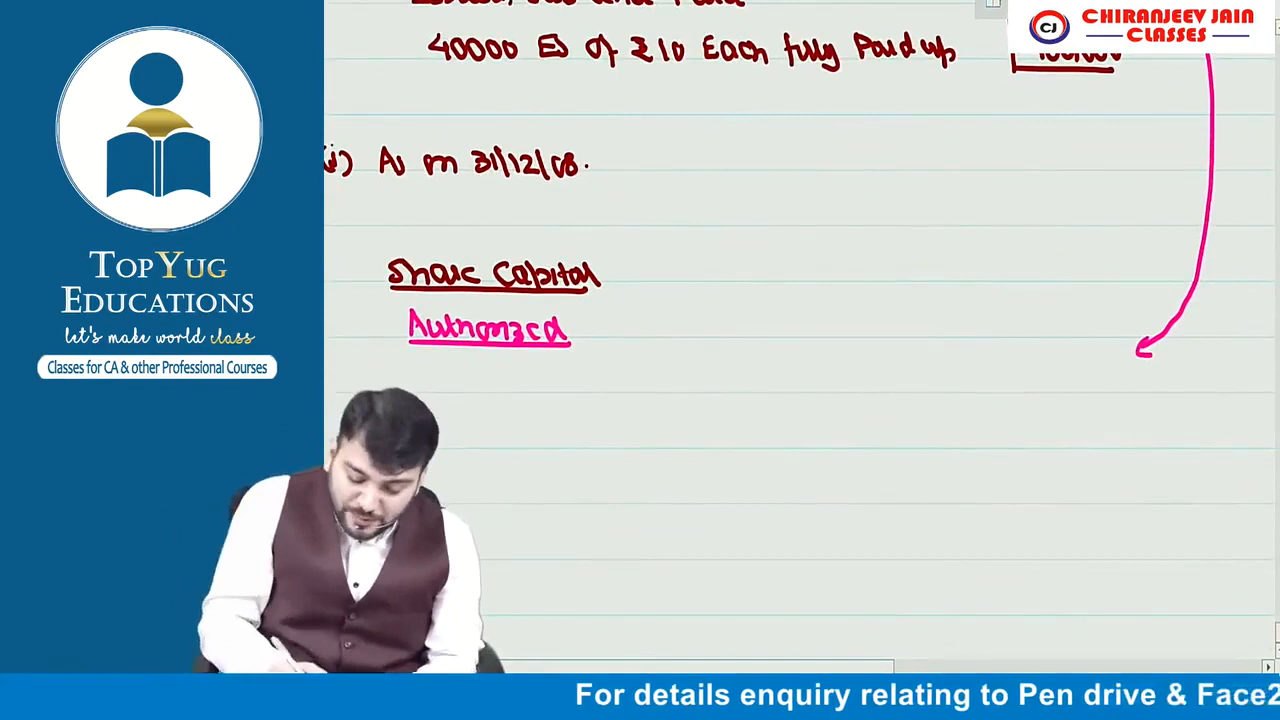 CHIRANJEEV JAIN
CLASSES
CJ
40000 ES of ₹10 Each fully Paid up
As on 31/12/08.
Share Capital
Authorized
TOPYUG
EDUCATIONS
let's make world class
Classes for CA & other Professional Courses
For details enquiry relating to Pen drive & Face2